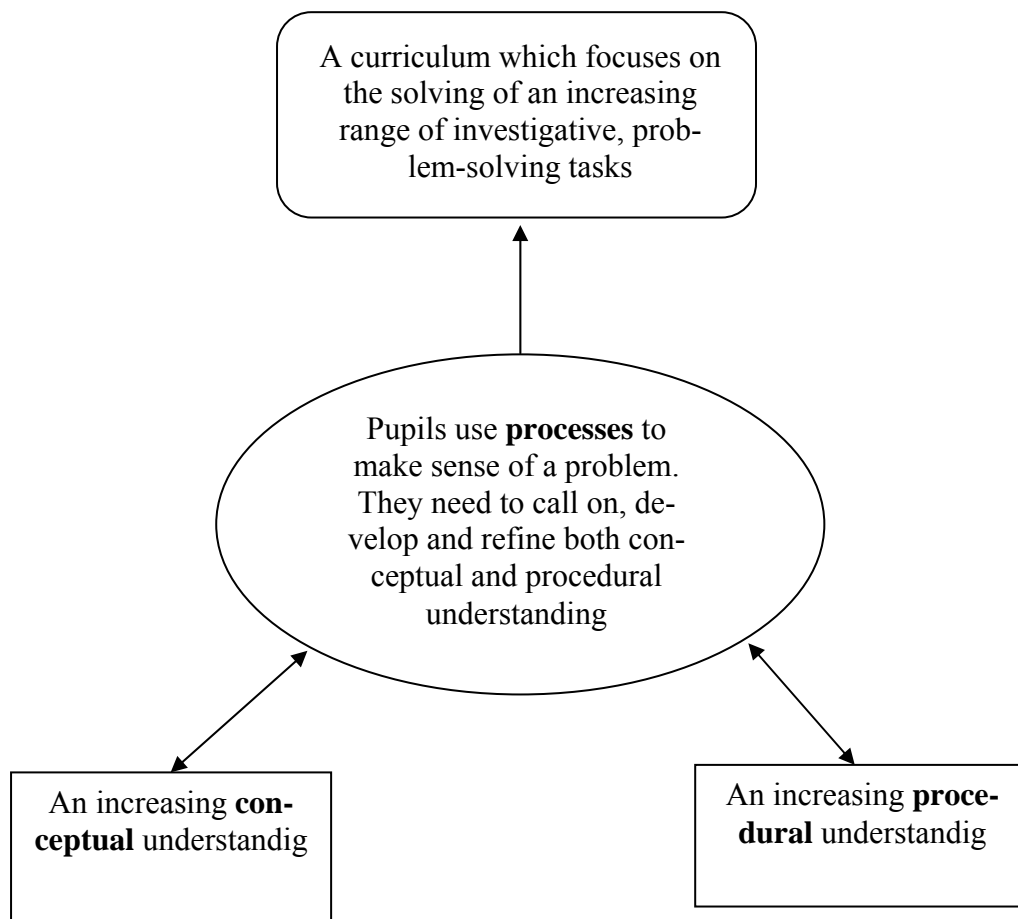 A curriculum which focuses on
the solving of an increasing
range of investigative, prob-
lem-solving tasks
Pupils use processes to
make sense of a problem.
They need to call on, de-
velop and refine both con-
ceptual and procedural
understanding
An increasing con-
ceptual understandig
An increasing proce-
dural understandig